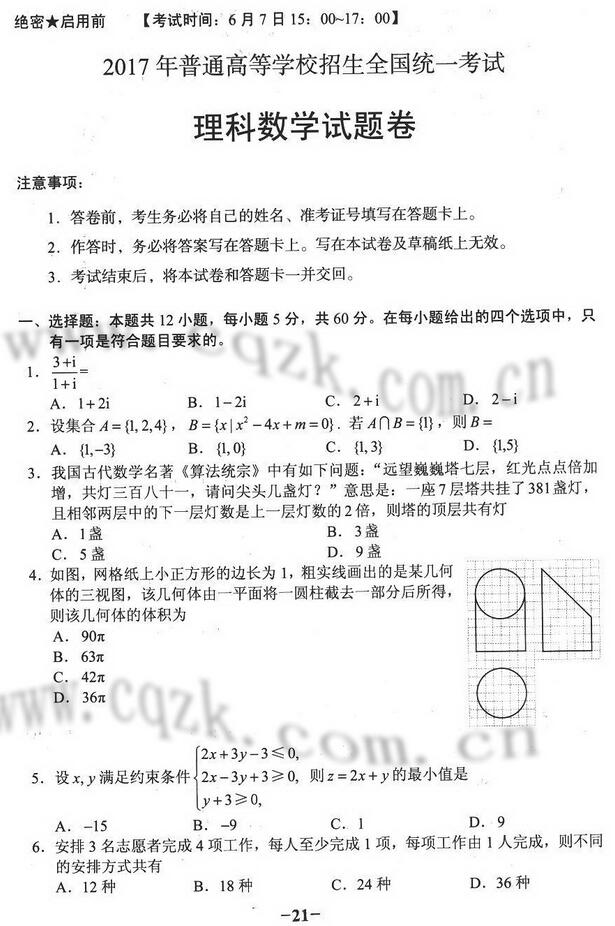 绝密★启用前 【考试时间：6月7日15：00~17：00】
2017年普通高等学校招生全国统一考试
理科数学试题卷
注意事项：
1．答卷前，考生务必将自己的姓名、准考证号填写在答题卡上。
2．作答时，务必将答案写在答题卡上。写在本试卷及草稿纸上无效。
3．考试结束后，将本试卷和答题卡一并交回。
一、选择题：本题共12小题，每小题5分，共60分。在每小题给出的四个选项中，只
有一项是符合题目要求的。
www.cqzk.com.cn
1．(3+i)/(1+i)=
A．1+2i B．1−2i C．2+i D．2−i
2．设集合A={1,2,4}，B={x|x²−4x+m=0}．若A∩B={1}，则B=
A．{1,−3} B．{1,0} C．{1,3} D．{1,5}
3．我国古代数学名著《算法统宗》中有如下问题：“远望巍巍塔七层，红光点点倍加
增，共灯三百八十一，请问尖头几盏灯？”意思是：一座7层塔共挂了381盏灯，
且相邻两层中的下一层灯数是上一层灯数的2倍，则塔的顶层共有灯
A．1盏 B．3盏
C．5盏 D．9盏
4．如图，网格纸上小正方形的边长为1，粗实线画出的是某几何
体的三视图，该几何体由一平面将一圆柱截去一部分后所得，
则该几何体的体积为
A．90π
B．63π
C．42π
D．36π
www.cqzk.com.cn
5．设x,y满足约束条件{2x+3y−3≤0, 2x−3y+3≥0, y+3≥0, 则z=2x+y的最小值是
A．−15 B．−9 C．1 D．9
6．安排3名志愿者完成4项工作，每人至少完成1项，每项工作由1人完成，则不同
的安排方式共有
A．12种 B．18种 C．24种 D．36种
−21−